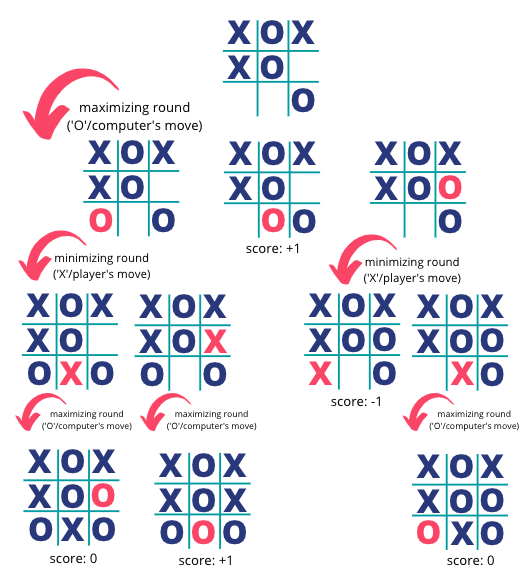 X O X
X O
O
maximizing round
('O'/computer's move)
X O X
X O
O O
X O X
X O
O O
score: +1
X O X
X O O
O
minimizing round
('X'/player's move)
minimizing round
('X'/player's move)
X O X
X O
O X O
X O X
X O X
O O
X O X
X O O
X O
score: -1
X O X
X O O
X O
maximizing round
('O'/computer's move)
maximizing round
('O'/computer's move)
maximizing round
('O'/computer's move)
X O X
X O O
O X O
score: 0
X O X
X O X
O O O
score: +1
X O X
X O O
O X O
score: 0